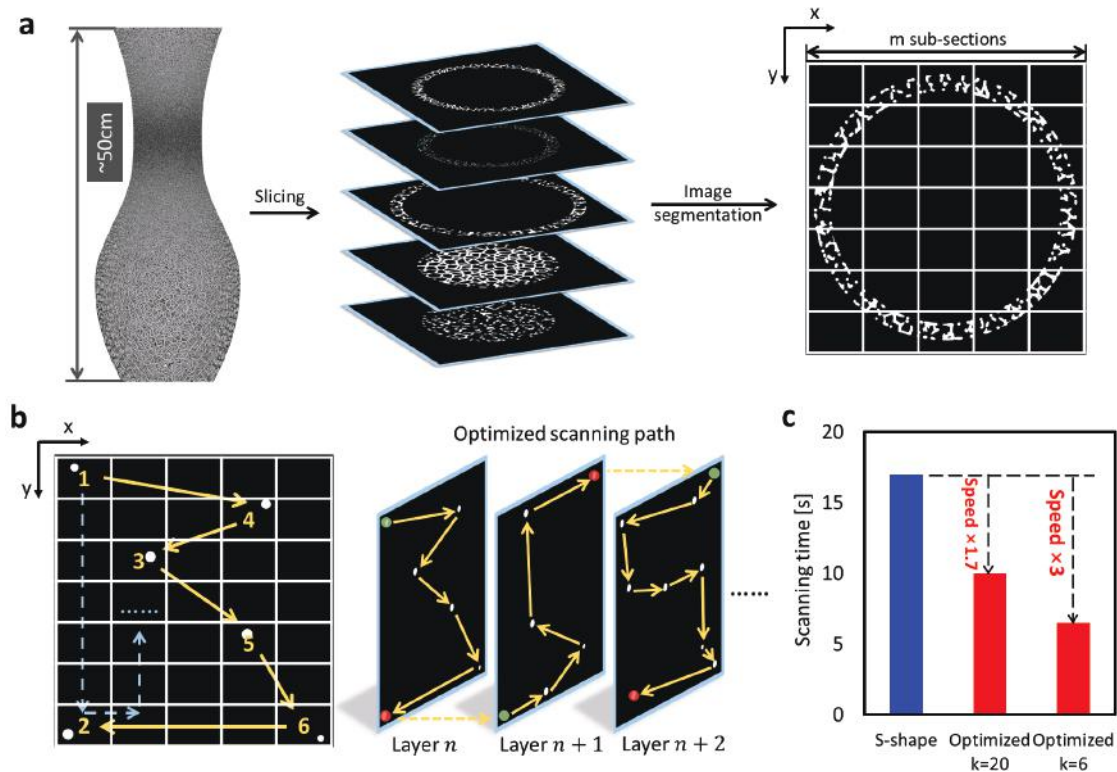 a
~50cm
Slicing
Image
segmentation
x
y
m sub-sections
b
x
y
1
4
3
......
5
2
6
Optimized scanning path
......
Layer n
Layer n + 1
Layer n + 2
c
Scanning time [s]
20
15
10
5
0
Speed ×1.7
Speed ×3
S-shape
Optimized
k=20
Optimized
k=6